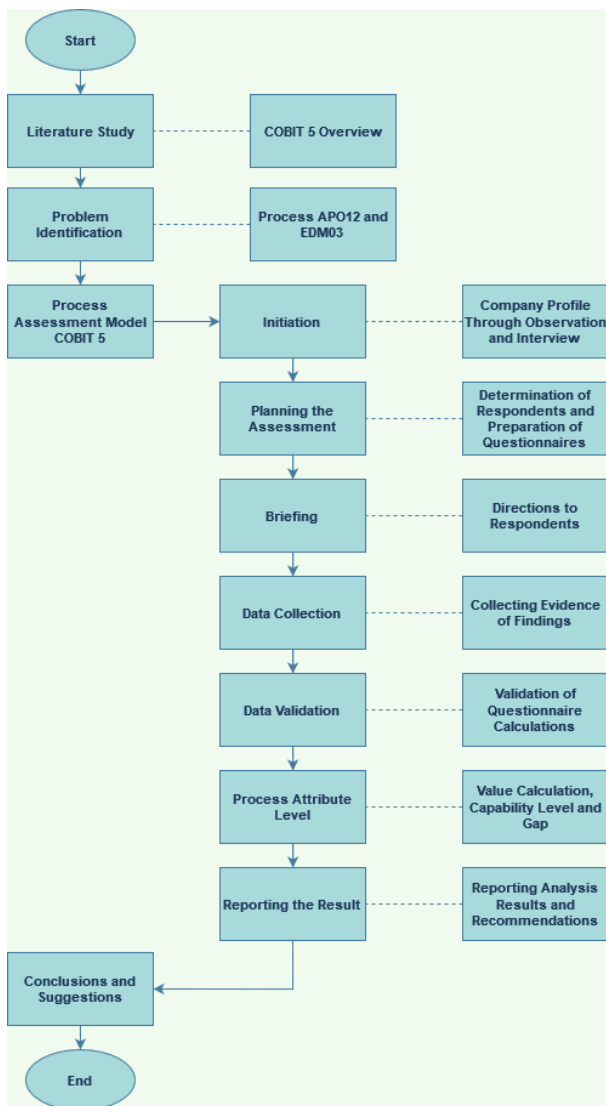 Start
Literature Study
COBIT 5 Overview
Problem
Identification
Process APO12 and
EDM03
Process
Assessment Model
COBIT 5
Initiation
Company Profile
Through Observation
and Interview
Planning the
Assessment
Determination of
Respondents and
Preparation of
Questionnaires
Briefing
Directions to
Respondents
Data Collection
Collecting Evidence
of Findings
Data Validation
Validation of
Questionnaire
Calculations
Process Attribute
Level
Value Calculation,
Capability Level and
Gap
Reporting the Result
Reporting Analysis
Results and
Recommendations
Conclusions and
Suggestions
End